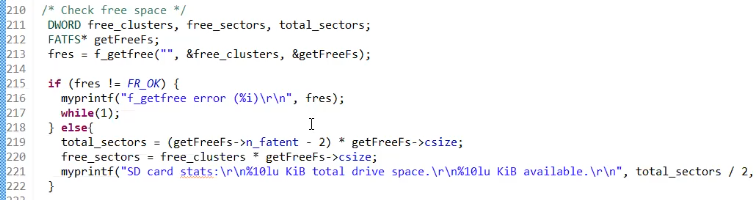 210 /* Check free space */
211 DWORD free_clusters, free_sectors, total_sectors;
212 FATFS* getFreeFs;
213 fres = f_getfree("", &free_clusters, &getFreeFs);
214
215 if (fres != FR_OK) {
216 myprintf("f_getfree error (%i)\r\n", fres);
217 while(1);
218 } else{
219 total_sectors = (getFreeFs->n_fatent - 2) * getFreeFs->csize;
220 free_sectors = free_clusters * getFreeFs->csize;
221 myprintf("SD card stats:\r\n%10lu KiB total drive space.\r\n%10lu KiB available.\r\n", total_sectors / 2,
222 }